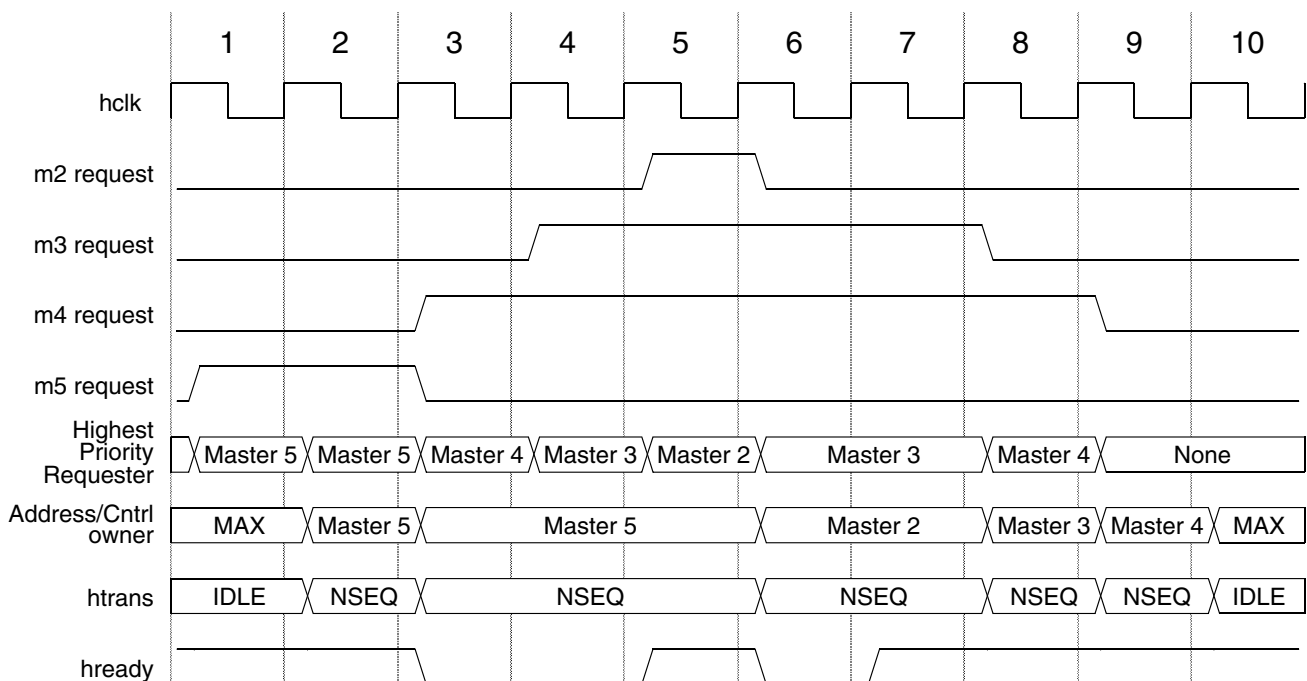 1 2 3 4 5 6 7 8 9 10
hclk
m2 request
m3 request
m4 request
m5 request
Highest
Priority
Requester
Master 5 Master 5 Master 4 Master 3 Master 2 Master 3 Master 4 None
Address/Cntrl
owner
MAX Master 5 Master 5 Master 2 Master 3 Master 4 MAX
htrans IDLE NSEQ NSEQ NSEQ NSEQ NSEQ IDLE
hready